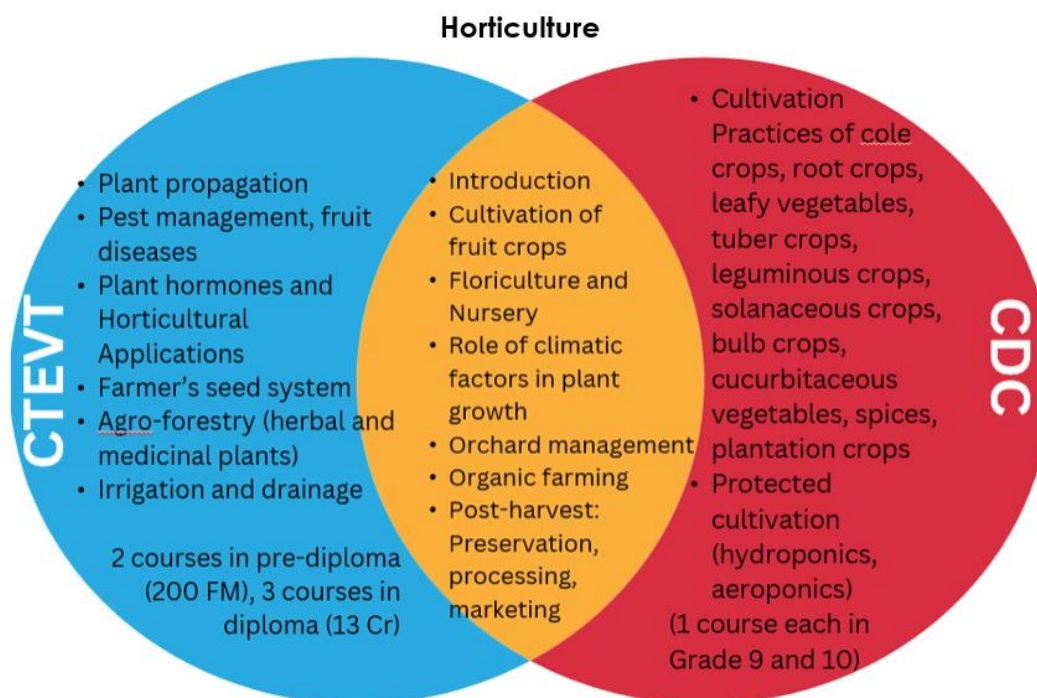 Horticulture
CTEVT
• Plant propagation
• Pest management, fruit
diseases
• Plant hormones and
Horticultural
Applications
• Farmer's seed system
• Agro-forestry (herbal and
medicinal plants)
• Irrigation and drainage
2 courses in pre-diploma
(200 FM), 3 courses in
diploma (13 Cr)
• Introduction
• Cultivation of
fruit crops
• Floriculture and
Nursery
• Role of climatic
factors in plant
growth
• Orchard management
• Organic farming
• Post-harvest:
Preservation,
processing,
marketing
• Cultivation
Practices of cole
crops, root crops,
leafy vegetables,
tuber crops,
leguminous crops,
solanaceous crops,
bulb crops,
cucurbitaceous
vegetables, spices,
plantation crops
• Protected
cultivation
(hydroponics,
aeroponics)
(1 course each in
Grade 9 and 10)
CDC